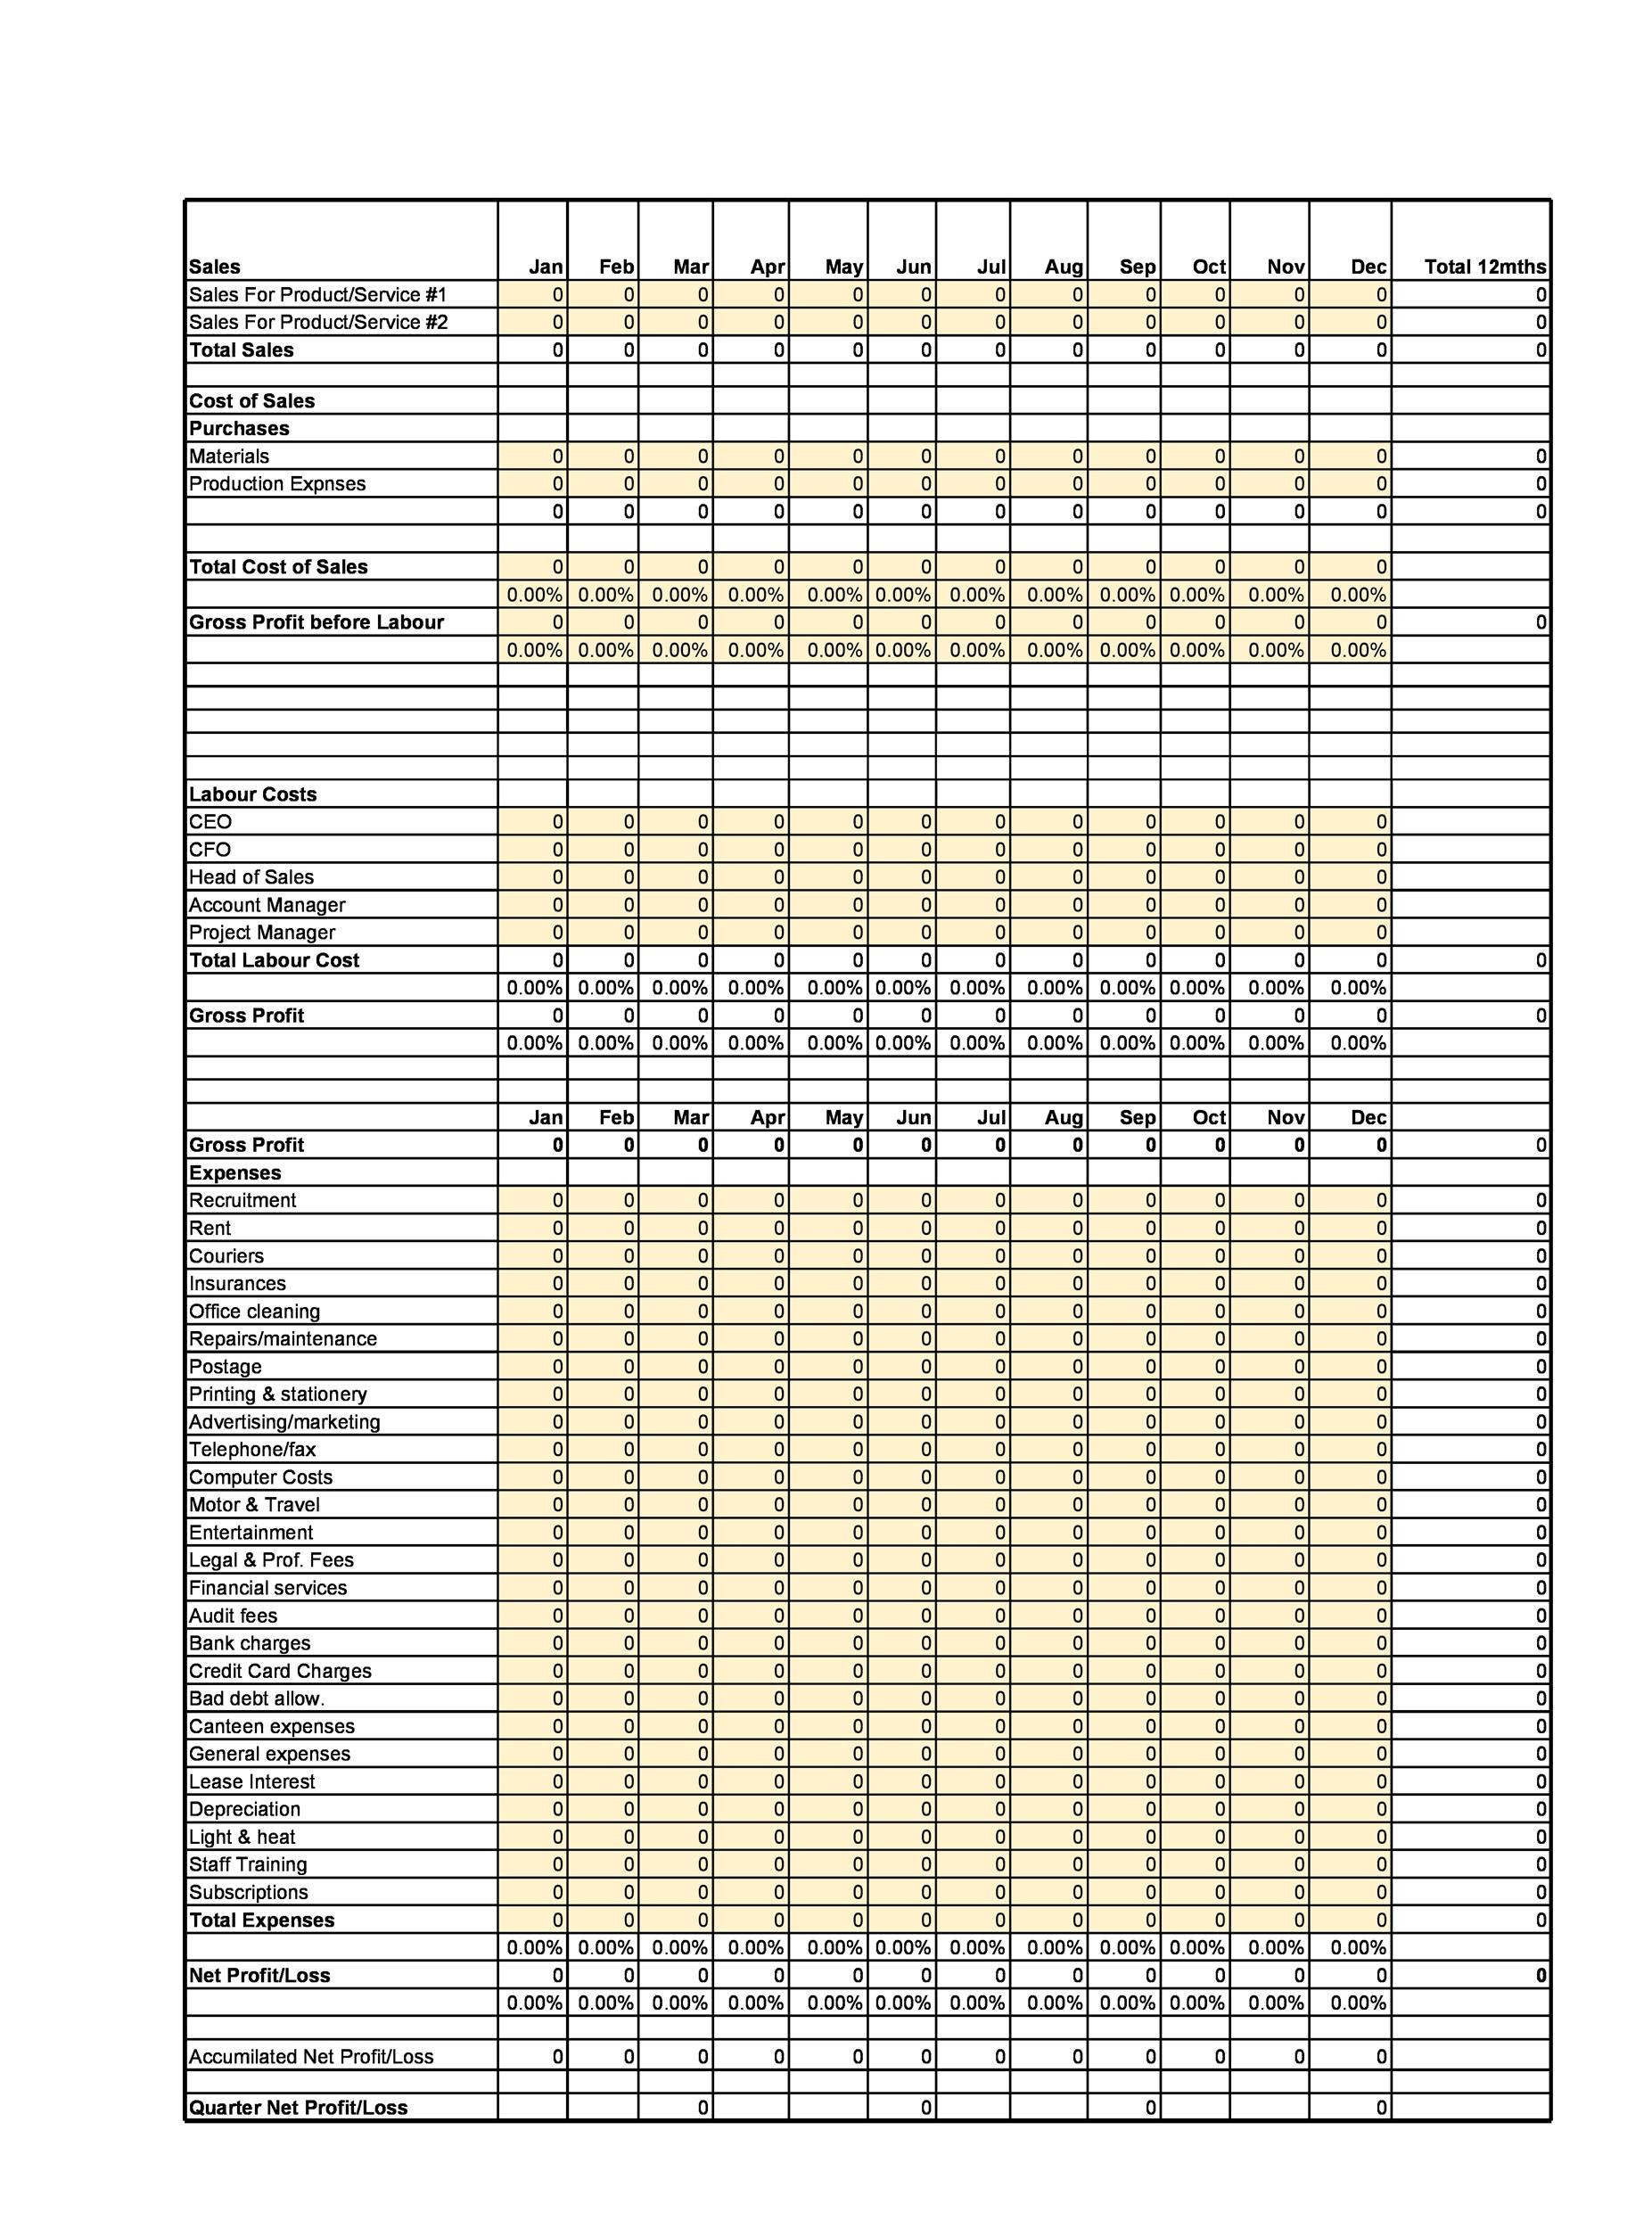 Sales Jan Feb Mar Apr May Jun Jul Aug Sep Oct Nov Dec Total 12mths
Sales For Product/Service #1 0 0 0 0 0 0 0 0 0 0 0 0 0
Sales For Product/Service #2 0 0 0 0 0 0 0 0 0 0 0 0 0
Total Sales 0 0 0 0 0 0 0 0 0 0 0 0 0
Cost of Sales
Purchases
Materials 0 0 0 0 0 0 0 0 0 0 0 0 0
Production Expnses 0 0 0 0 0 0 0 0 0 0 0 0 0
0 0 0 0 0 0 0 0 0 0 0 0 0
Total Cost of Sales 0 0 0 0 0 0 0 0 0 0 0 0
0.00% 0.00% 0.00% 0.00% 0.00% 0.00% 0.00% 0.00% 0.00% 0.00% 0.00% 0.00%
Gross Profit before Labour 0 0 0 0 0 0 0 0 0 0 0 0 0
0.00% 0.00% 0.00% 0.00% 0.00% 0.00% 0.00% 0.00% 0.00% 0.00% 0.00% 0.00%
Labour Costs
CEO 0 0 0 0 0 0 0 0 0 0 0 0
CFO 0 0 0 0 0 0 0 0 0 0 0 0
Head of Sales 0 0 0 0 0 0 0 0 0 0 0 0
Account Manager 0 0 0 0 0 0 0 0 0 0 0 0
Project Manager 0 0 0 0 0 0 0 0 0 0 0 0
Total Labour Cost 0 0 0 0 0 0 0 0 0 0 0 0 0
0.00% 0.00% 0.00% 0.00% 0.00% 0.00% 0.00% 0.00% 0.00% 0.00% 0.00% 0.00%
Gross Profit 0 0 0 0 0 0 0 0 0 0 0 0 0
0.00% 0.00% 0.00% 0.00% 0.00% 0.00% 0.00% 0.00% 0.00% 0.00% 0.00% 0.00%
Jan Feb Mar Apr May Jun Jul Aug Sep Oct Nov Dec
Gross Profit 0 0 0 0 0 0 0 0 0 0 0 0 0
Expenses
Recruitment 0 0 0 0 0 0 0 0 0 0 0 0 0
Rent 0 0 0 0 0 0 0 0 0 0 0 0 0
Couriers 0 0 0 0 0 0 0 0 0 0 0 0 0
Insurances 0 0 0 0 0 0 0 0 0 0 0 0 0
Office cleaning 0 0 0 0 0 0 0 0 0 0 0 0 0
Repairs/maintenance 0 0 0 0 0 0 0 0 0 0 0 0 0
Postage 0 0 0 0 0 0 0 0 0 0 0 0 0
Printing & stationery 0 0 0 0 0 0 0 0 0 0 0 0 0
Advertising/marketing 0 0 0 0 0 0 0 0 0 0 0 0 0
Telephone/fax 0 0 0 0 0 0 0 0 0 0 0 0 0
Computer Costs 0 0 0 0 0 0 0 0 0 0 0 0 0
Motor & Travel 0 0 0 0 0 0 0 0 0 0 0 0 0
Entertainment 0 0 0 0 0 0 0 0 0 0 0 0 0
Legal & Prof. Fees 0 0 0 0 0 0 0 0 0 0 0 0 0
Financial services 0 0 0 0 0 0 0 0 0 0 0 0 0
Audit fees 0 0 0 0 0 0 0 0 0 0 0 0 0
Bank charges 0 0 0 0 0 0 0 0 0 0 0 0 0
Credit Card Charges 0 0 0 0 0 0 0 0 0 0 0 0 0
Bad debt allow. 0 0 0 0 0 0 0 0 0 0 0 0 0
Canteen expenses 0 0 0 0 0 0 0 0 0 0 0 0 0
General expenses 0 0 0 0 0 0 0 0 0 0 0 0 0
Lease Interest 0 0 0 0 0 0 0 0 0 0 0 0 0
Depreciation 0 0 0 0 0 0 0 0 0 0 0 0 0
Light & heat 0 0 0 0 0 0 0 0 0 0 0 0 0
Staff Training 0 0 0 0 0 0 0 0 0 0 0 0 0
Subscriptions 0 0 0 0 0 0 0 0 0 0 0 0 0
Total Expenses 0 0 0 0 0 0 0 0 0 0 0 0 0
0.00% 0.00% 0.00% 0.00% 0.00% 0.00% 0.00% 0.00% 0.00% 0.00% 0.00% 0.00%
Net Profit/Loss 0 0 0 0 0 0 0 0 0 0 0 0 0
0.00% 0.00% 0.00% 0.00% 0.00% 0.00% 0.00% 0.00% 0.00% 0.00% 0.00% 0.00%
Accumilated Net Profit/Loss 0 0 0 0 0 0 0 0 0 0 0 0
Quarter Net Profit/Loss 0 0 0 0